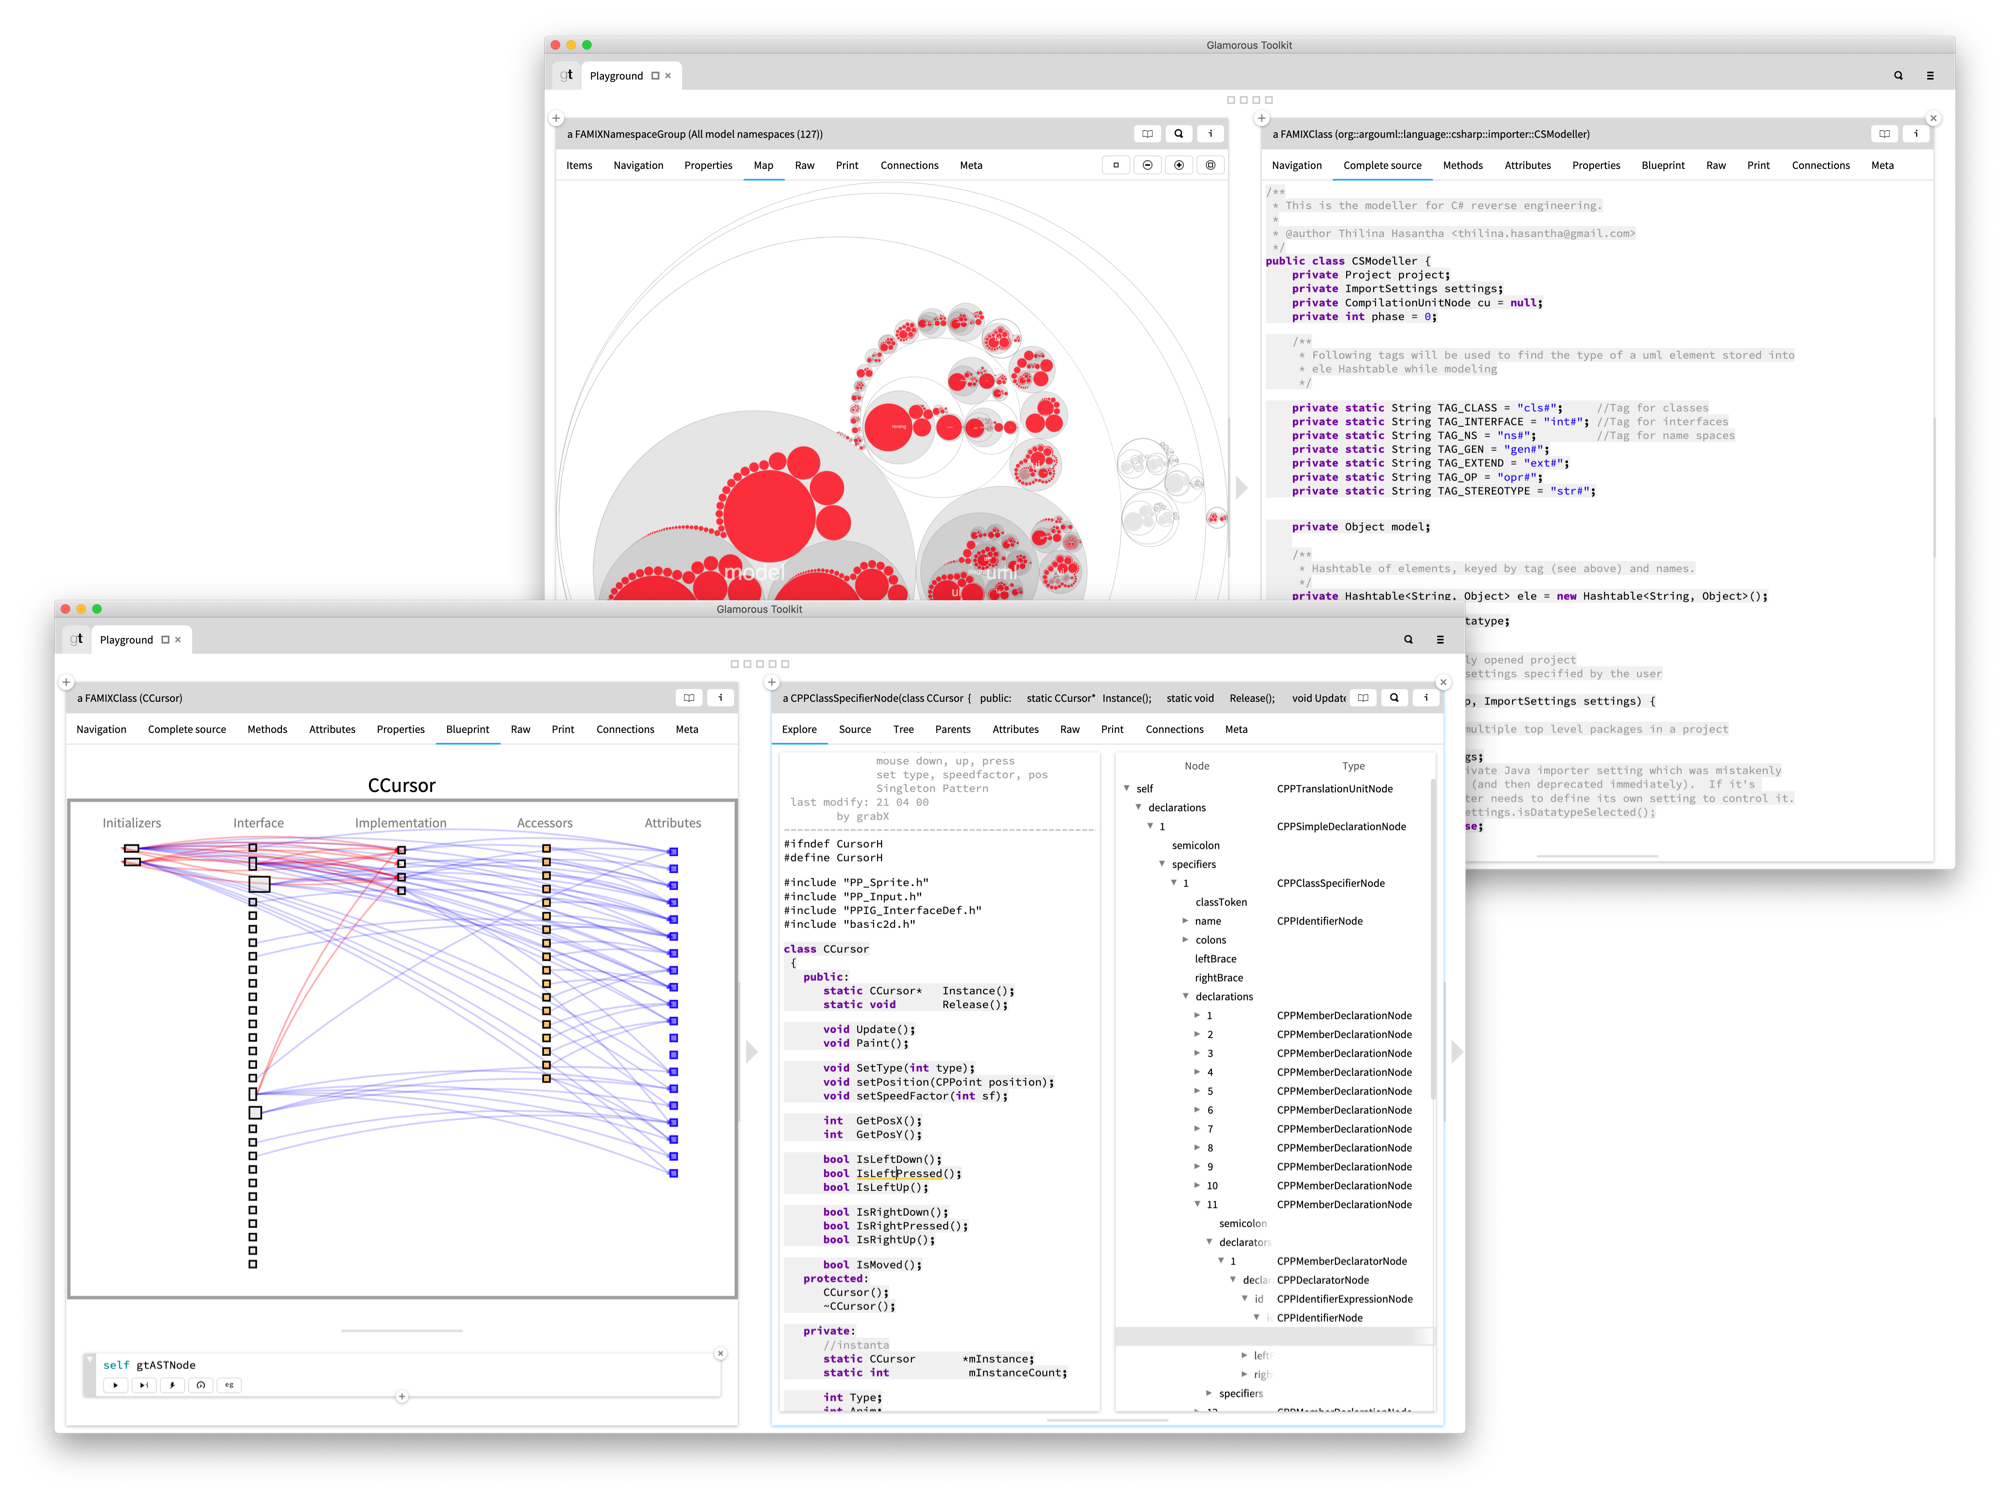 Glamorous Toolkit
gt
Playground
a FAMIXNamespaceGroup (All model namespaces (127))
i
Items Navigation Properties Map Raw Print Connections Meta
reveng
model
uml
a FAMIXClass (org::argouml::language::csharp::importer::CSModeller)
i
Navigation Complete source Methods Attributes Properties Blueprint Raw Print Connections Meta
/**
* This is the modeller for C# reverse engineering.
*
* @author Thilina Hasantha <thilina.hasantha@gmail.com>
*/
public class CSModeller {
private Project project;
private ImportSettings settings;
private CompilationUnitNode cu = null;
private int phase = 0;
/**
* Following tags will be used to find the type of a uml element stored into
* ele Hashtable while modeling
*/
private static String TAG_CLASS = "cls#"; //Tag for classes
private static String TAG_INTERFACE = "int#"; //Tag for interfaces
private static String TAG_NS = "ns#"; //Tag for name spaces
private static String TAG_GEN = "gen#";
private static String TAG_EXTEND = "ext#";
private static String TAG_OP = "opr#";
private static String TAG_STEREOTYPE = "str#";
private Object model;
/**
* Hashtable of elements, keyed by tag (see above) and names.
*/
private Hashtable<String, Object> ele = new Hashtable<String, Object>();
tatype;
ly opened project
settings specified by the user
p, ImportSettings settings) {
multiple top level packages in a project
gs;
ivate Java importer setting which was mistakenly
(and then deprecated immediately). If it's
ter needs to define its own setting to control it.
ettings.isDatatypeSelected();
se;
Glamorous Toolkit
gt
Playground
a FAMIXClass (CCursor)
i
Navigation Complete source Methods Attributes Properties Blueprint Raw Print Connections Meta
CCursor
Initializers Interface Implementation Accessors Attributes
self gtASTNode
i
eg
a CPPClassSpecifierNode(class CCursor { public: static CCursor* Instance(); static void Release(); void Update
i
Explore Source Tree Parents Attributes Raw Print Connections Meta
mouse down, up, press
set type, speedfactor, pos
Singleton Pattern
last modify: 21 04 00
by grabX
#ifndef CursorH
#define CursorH
#include "PP_Sprite.h"
#include "PP_Input.h"
#include "PPIG_InterfaceDef.h"
#include "basic2d.h"
class CCursor
{
public:
static CCursor* Instance();
static void Release();
void Update();
void Paint();
void SetType(int type);
void setPosition(CPPoint position);
void setSpeedFactor(int sf);
int GetPosX();
int GetPosY();
bool IsLeftDown();
bool IsLeftPressed();
bool IsLeftUp();
bool IsRightDown();
bool IsRightPressed();
bool IsRightUp();
bool IsMoved();
protected:
CCursor();
~CCursor();
private:
//instanta
static CCursor *mInstance;
static int mInstanceCount;
int Type;
int Anim;
Node Type
self CPPTranslationUnitNode
declarations
1 CPPSimpleDeclarationNode
semicolon
specifiers
1 CPPClassSpecifierNode
classToken
name CPPIdentifierNode
colons
leftBrace
rightBrace
declarations
1 CPPMemberDeclarationNode
2 CPPMemberDeclarationNode
3 CPPMemberDeclarationNode
4 CPPMemberDeclarationNode
5 CPPMemberDeclarationNode
6 CPPMemberDeclarationNode
7 CPPMemberDeclarationNode
8 CPPMemberDeclarationNode
9 CPPMemberDeclarationNode
10 CPPMemberDeclarationNode
11 CPPMemberDeclarationNode
semicolon
declarators
1 CPPMemberDeclaratorNode
declar CPPDeclaratorNode
id CPPIdentifierExpressionNode
CPPIdentifierNode
left
righ
specifiers
12 CPPMemberDeclarationNode